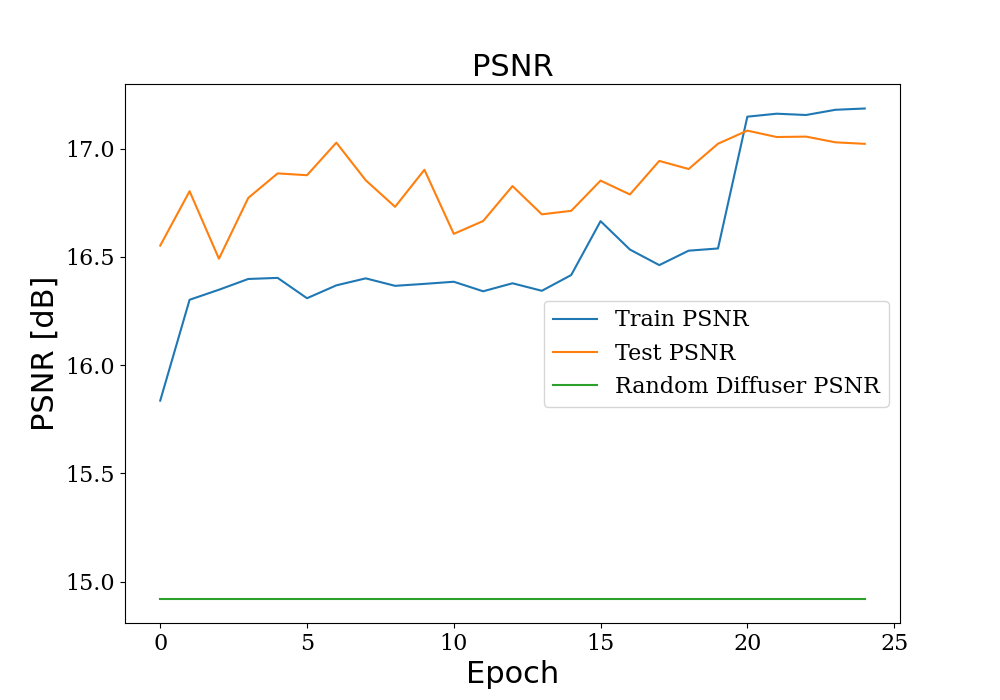 PSNR
PSNR [dB]
17.0
16.5
16.0
15.5
15.0
Train PSNR
Test PSNR
Random Diffuser PSNR
0 5 10 15 20 25
Epoch